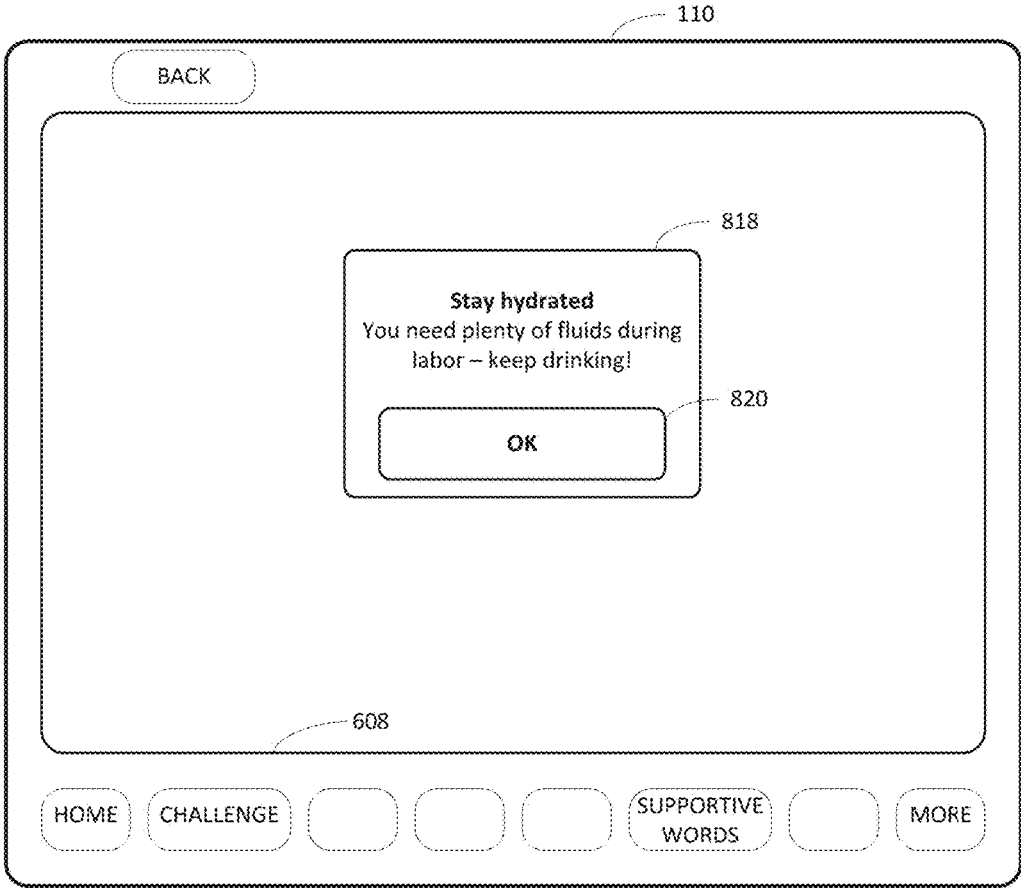 110
BACK
818
Stay hydrated
You need plenty of fluids during
labor – keep drinking!
820
OK
608
HOME
CHALLENGE
SUPPORTIVE
WORDS
MORE